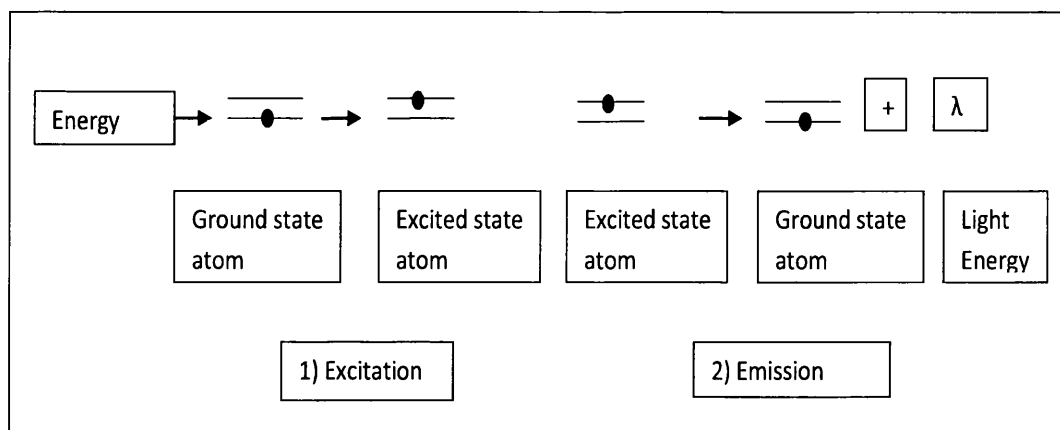 Energy
+
λ
Ground state
atom
Excited state
atom
Excited state
atom
Ground state
atom
Light
Energy
1) Excitation
2) Emission